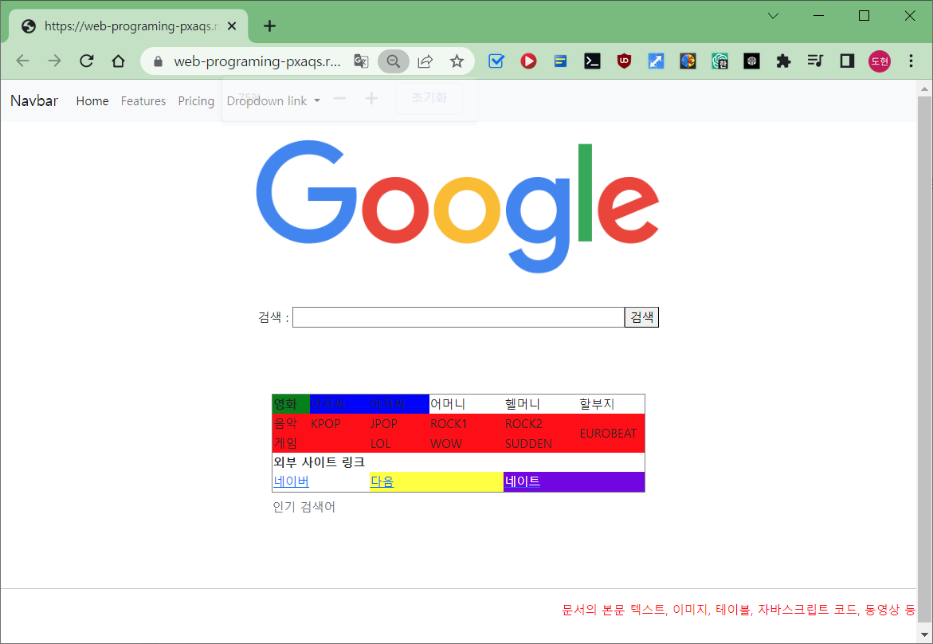 https://web-programing-pxaqs.r
web-programing-pxaqs.r...
도현
Navbar Home Features Pricing Dropdown link
초기화
Google
검색 : 검색
영화 어머니 헬머니 할부지
음악 KPOP JPOP ROCK1 ROCK2 EUROBEAT
게임 LOL WOW SUDDEN
외부 사이트 링크
네이버 다음 네이트
인기 검색어
문서의 본문 텍스트, 이미지, 테이블, 자바스크립트 코드, 동영상 등